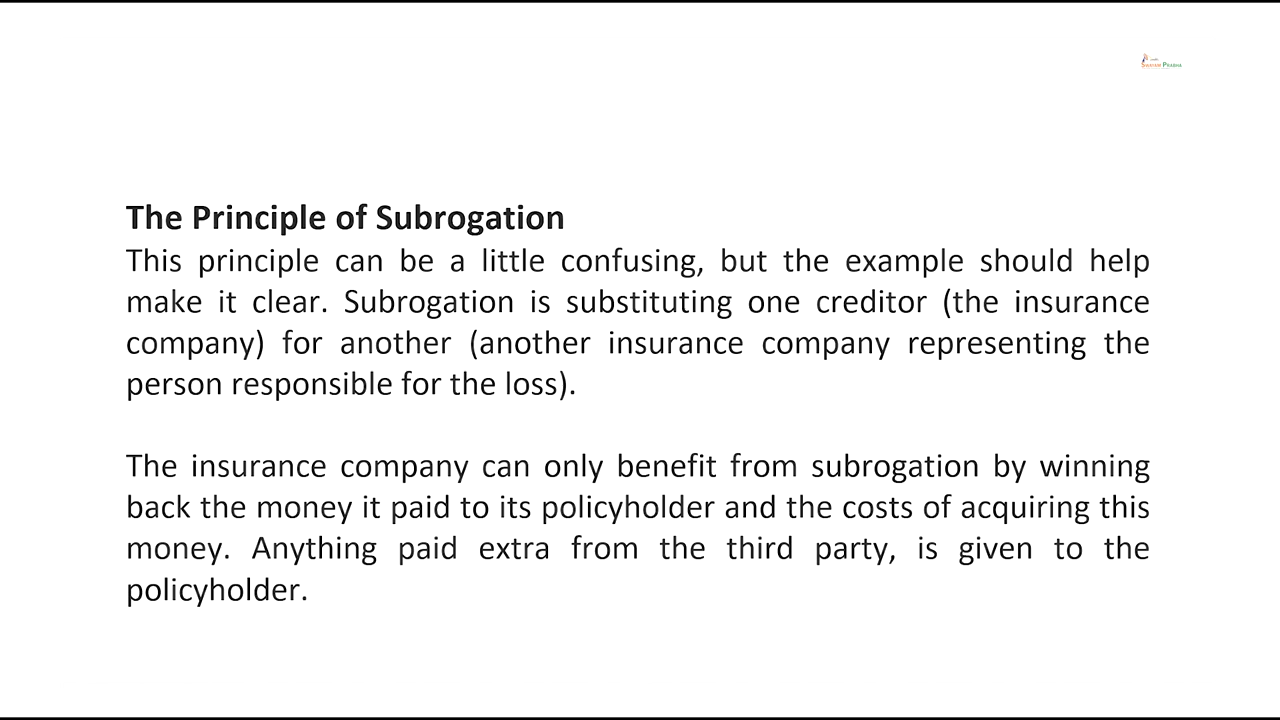 Swayam Prabha
The Principle of Subrogation
This principle can be a little confusing, but the example should help
make it clear. Subrogation is substituting one creditor (the insurance
company) for another (another insurance company representing the
person responsible for the loss).
The insurance company can only benefit from subrogation by winning
back the money it paid to its policyholder and the costs of acquiring this
money. Anything paid extra from the third party, is given to the
policyholder.